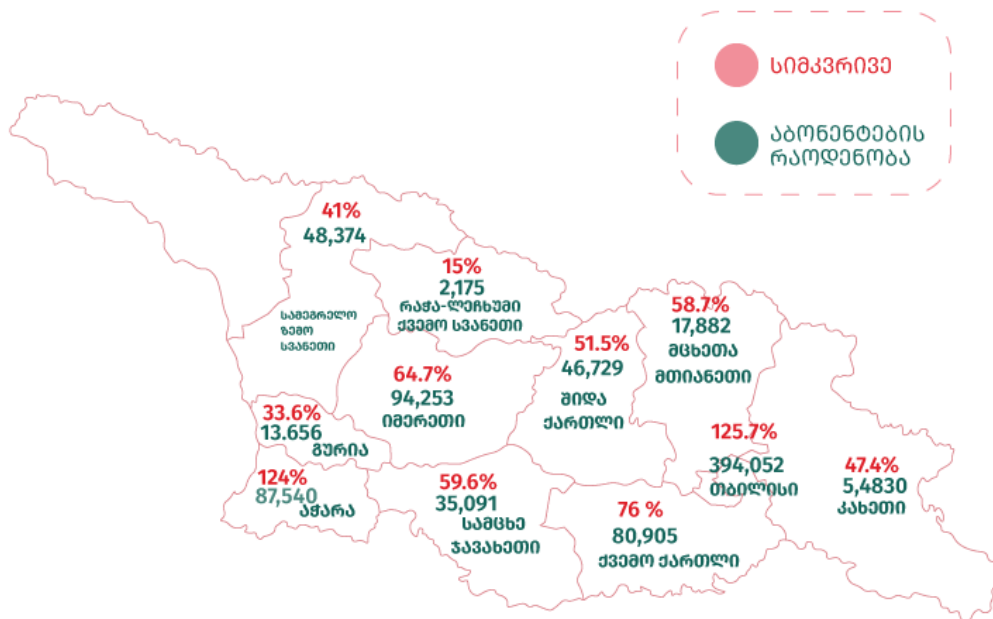 სიმკვრივე
აბონენტების
რაოდენობა
41%
48,374
სამეგრელო
ზემო
სვანეთი
15%
2,175
რაჭა-ლეჩხუმი
ქვემო სვანეთი
58.7%
17,882
მცხეთა
მთიანეთი
51.5%
46,729
შიდა
ქართლი
64.7%
94,253
იმერეთი
33.6%
13.656
გურია
124%
87,540
აჭარა
59.6%
35,091
სამცხე
ჯავახეთი
76 %
80,905
ქვემო ქართლი
125.7%
394,052
თბილისი
47.4%
5,4830
კახეთი